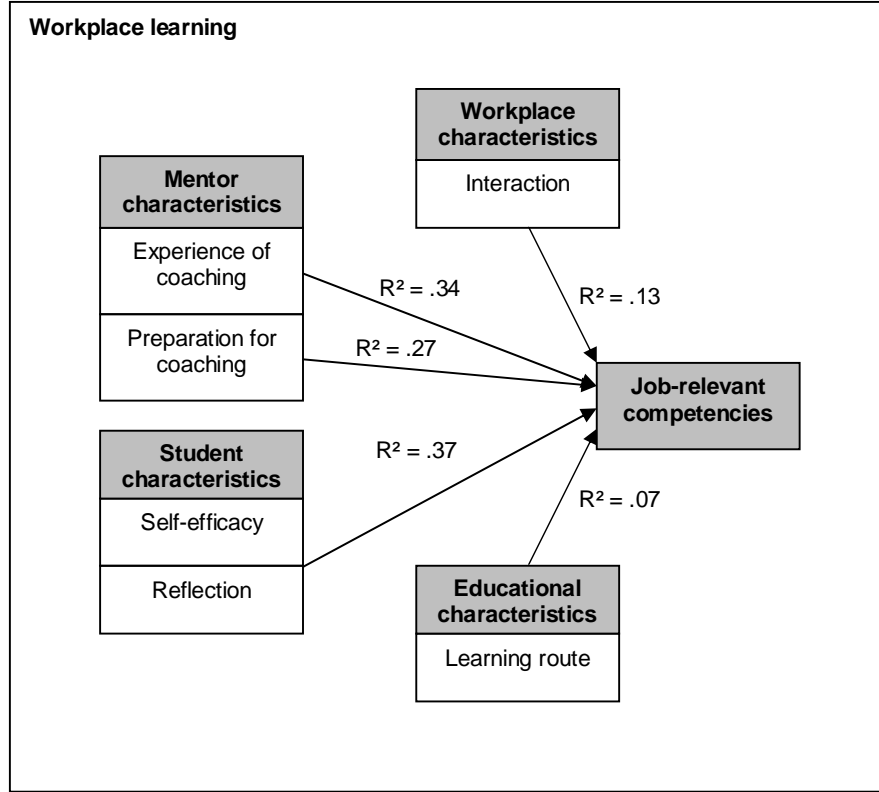 Workplace learning
Workplace
characteristics
Interaction
Mentor
characteristics
Experience of
coaching
Preparation for
coaching
R² = .34
R² = .27
R² = .13
Job-relevant
competencies
Student
characteristics
Self-efficacy
Reflection
R² = .37
R² = .07
Educational
characteristics
Learning route